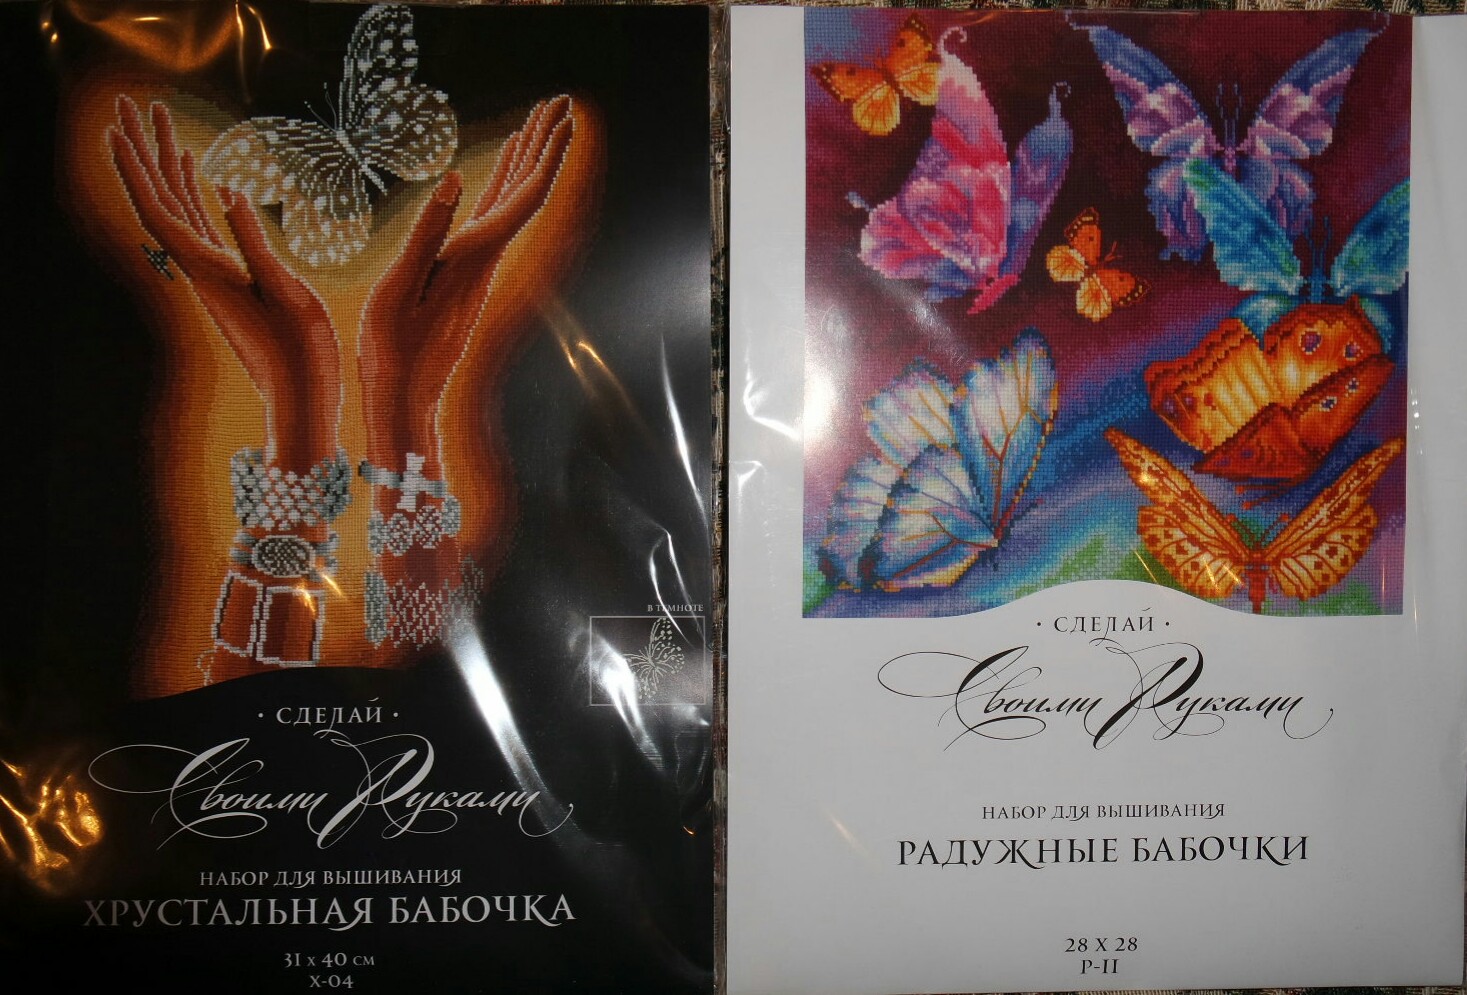 В ТЕМНОТЕ
· СДЕЛАЙ ·
Своими Руками
НАБОР ДЛЯ ВЫШИВАНИЯ
ХРУСТАЛЬНАЯ БАБОЧКА
31 х 40 см
Х-04
· СДЕЛАЙ ·
Своими Руками
НАБОР ДЛЯ ВЫШИВАНИЯ
РАДУЖНЫЕ БАБОЧКИ
28 Х 28
Р-11